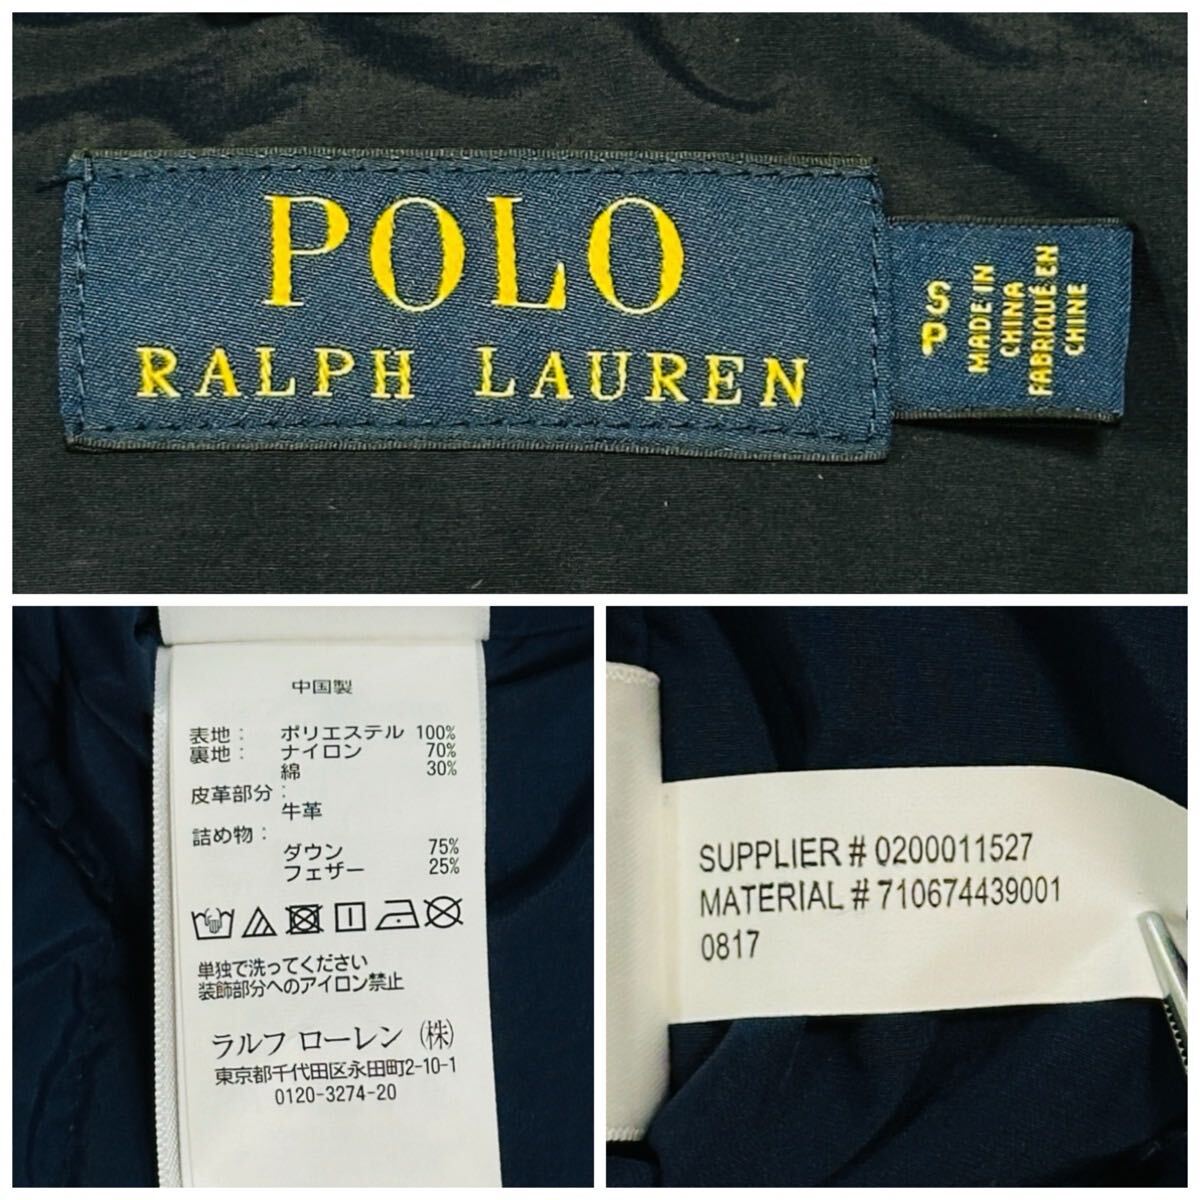 POLO
RALPH LAUREN
S
P
MADE IN
CHINA
FABRIQUÉ EN
CHINE
中国製
表地： ポリエステル 100%
裏地： ナイロン 70%
綿 30%
皮革部分：
牛革
詰め物：
ダウン 75%
フェザー 25%
単独で洗ってください
装飾部分へのアイロン禁止
ラルフ ローレン (株)
東京都千代田区永田町2-10-1
0120-3274-20
SUPPLIER # 0200011527
MATERIAL # 710674439001
0817